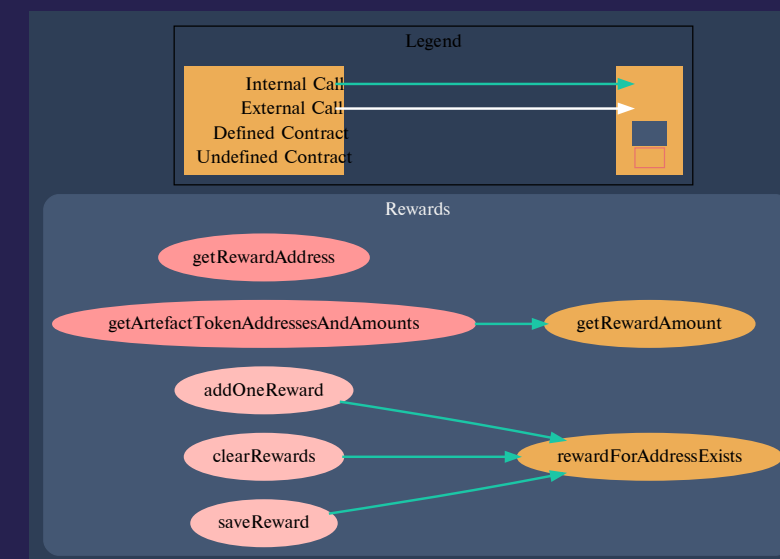 Legend
Internal Call
External Call
Defined Contract
Undefined Contract
Rewards
getRewardAddress
getArtefactTokenAddressesAndAmounts
getRewardAmount
addOneReward
clearRewards
rewardForAddressExists
saveReward